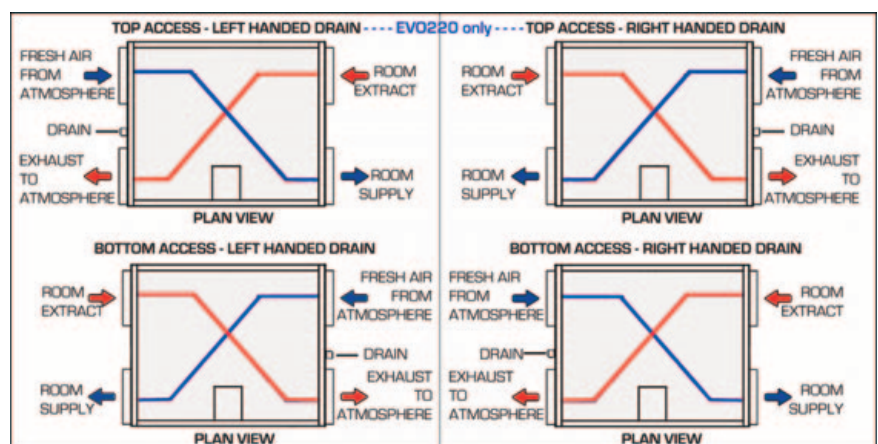 TOP ACCESS - LEFT HANDED DRAIN ---- EVO220 only ---- TOP ACCESS - RIGHT HANDED DRAIN
FRESH AIR
FROM
ATMOSPHERE
ROOM
EXTRACT
DRAIN
EXHAUST
TO
ATMOSPHERE
ROOM
SUPPLY
PLAN VIEW
ROOM
EXTRACT
FRESH AIR
FROM
ATMOSPHERE
DRAIN
ROOM
SUPPLY
EXHAUST
TO
ATMOSPHERE
PLAN VIEW
BOTTOM ACCESS - LEFT HANDED DRAIN
ROOM
EXTRACT
FRESH AIR
FROM
ATMOSPHERE
DRAIN
ROOM
SUPPLY
EXHAUST
TO
ATMOSPHERE
PLAN VIEW
BOTTOM ACCESS - RIGHT HANDED DRAIN
FRESH AIR
FROM
ATMOSPHERE
ROOM
EXTRACT
DRAIN
EXHAUST
TO
ATMOSPHERE
ROOM
SUPPLY
PLAN VIEW